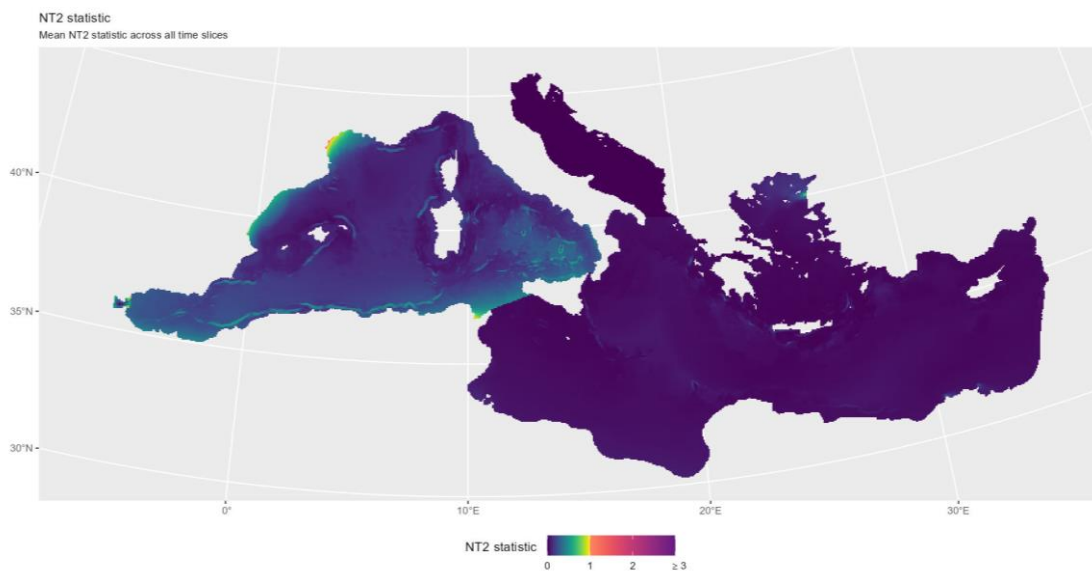 NT2 statistic
Mean NT2 statistic across all time slices
40°N
35°N
30°N
0°
10°E
20°E
30°E
NT2 statistic
0 1 2 ≥ 3